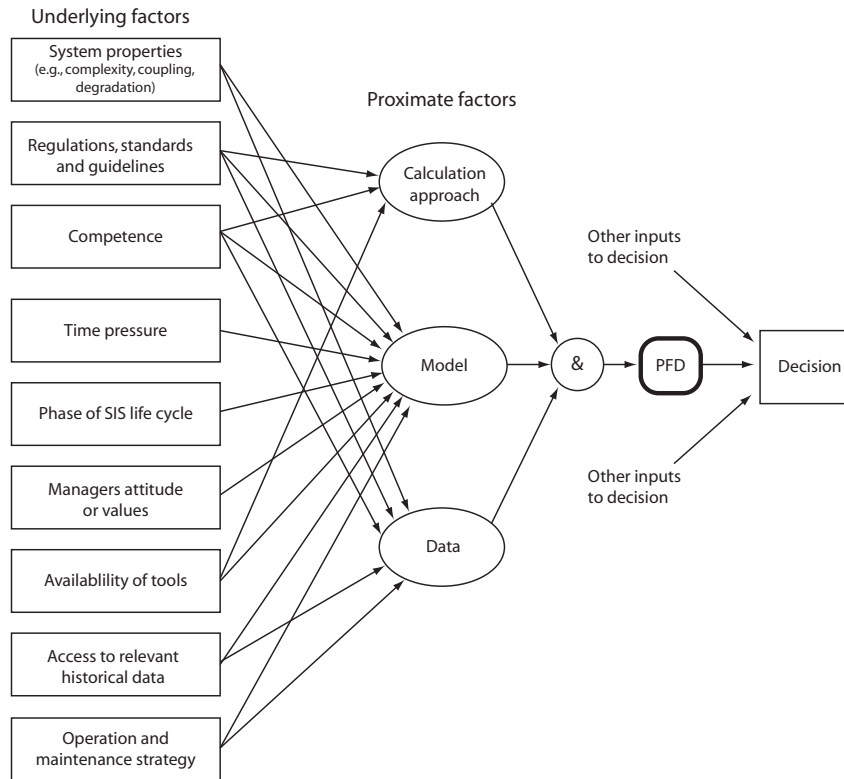 Underlying factors
System properties
(e.g., complexity, coupling,
degradation)
Regulations, standards
and guidelines
Competence
Time pressure
Phase of SIS life cycle
Managers attitude
or values
Availablility of tools
Access to relevant
historical data
Operation and
maintenance strategy
Proximate factors
Calculation
approach
Model
Data
&
PFD
Other inputs
to decision
Decision
Other inputs
to decision